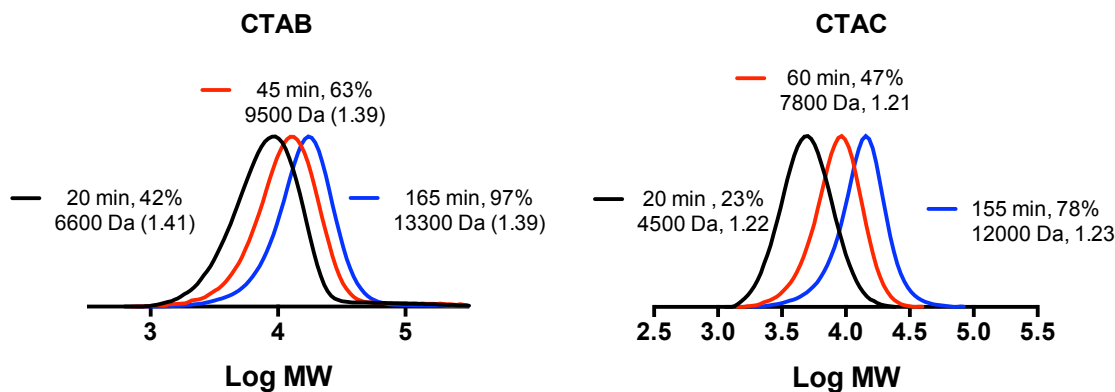 CTAB
45 min, 63%
9500 Da (1.39)
20 min, 42%
6600 Da (1.41)
165 min, 97%
13300 Da (1.39)
3 4 5
Log MW
CTAC
60 min, 47%
7800 Da, 1.21
20 min , 23%
4500 Da, 1.22
155 min, 78%
12000 Da, 1.23
2.5 3.0 3.5 4.0 4.5 5.0 5.5
Log MW